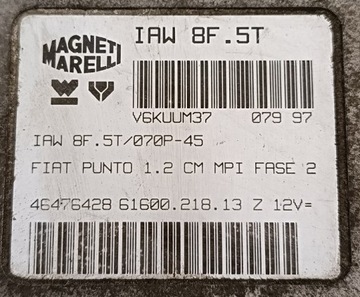 MAGNETI
MARELLI
IAW 8F.5T
V6KUUM37 079 97
IAW 8F.5T/070P-45
FIAT PUNTO 1.2 CM MPI FASE 2
46476428 61600.218.13 Z 12V=